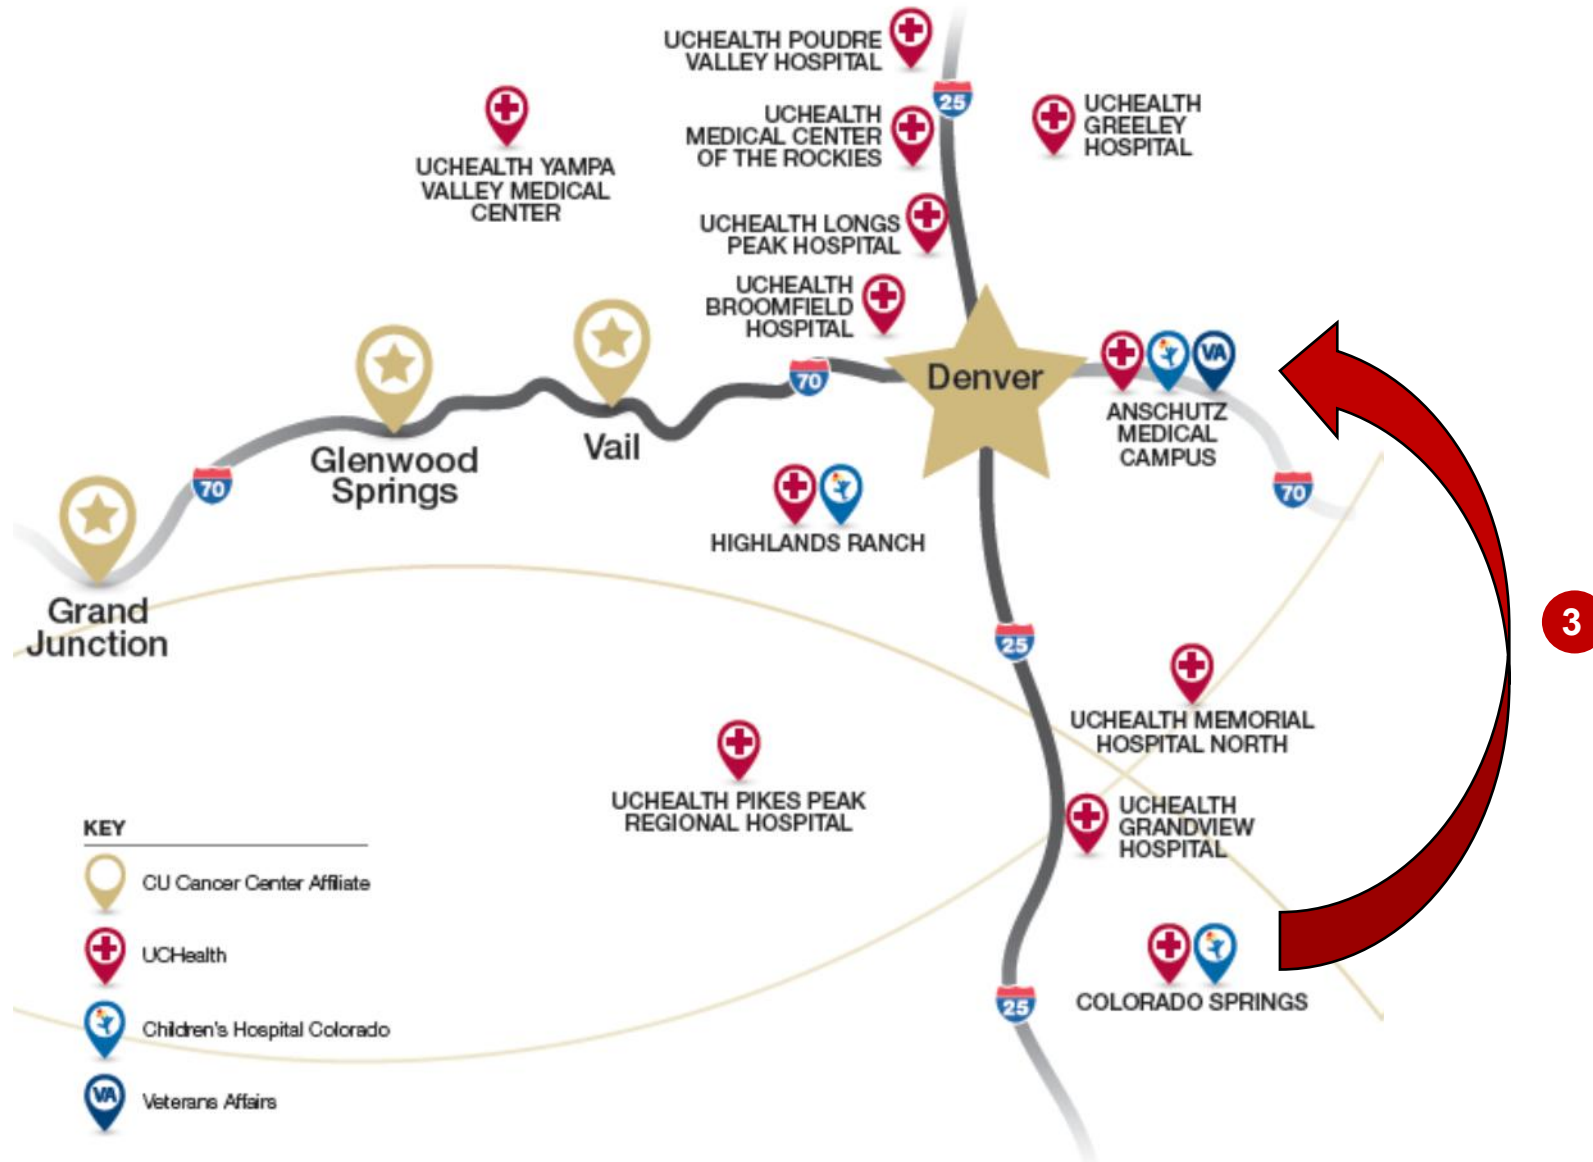 UCHEALTH POUDRE
VALLEY HOSPITAL
25
UCHEALTH
GREELEY
HOSPITAL
UCHEALTH
MEDICAL CENTER
OF THE ROCKIES
UCHEALTH YAMPA
VALLEY MEDICAL
CENTER
UCHEALTH LONGS
PEAK HOSPITAL
UCHEALTH
BROOMFIELD
HOSPITAL
70
Denver
VA
ANSCHUTZ
MEDICAL
CAMPUS
Vail
Glenwood
Springs
70
70
HIGHLANDS RANCH
Grand
Junction
25
3
UCHEALTH MEMORIAL
HOSPITAL NORTH
UCHEALTH PIKES PEAK
REGIONAL HOSPITAL
UCHEALTH
GRANDVIEW
HOSPITAL
COLORADO SPRINGS
25
KEY
CU Cancer Center Affiliate
UCHealth
Children's Hospital Colorado
VA
Veterans Affairs